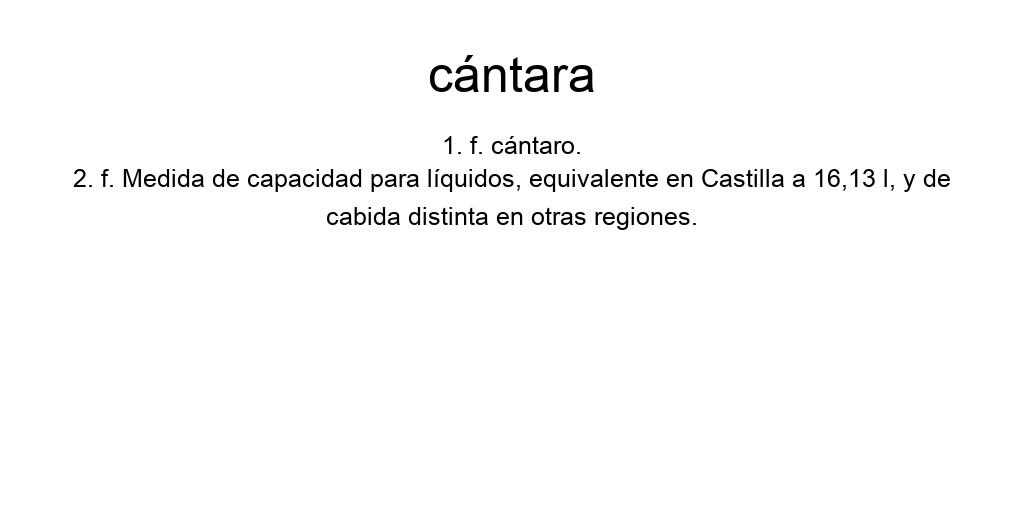 cántara
1. f. cántaro.
2. f. Medida de capacidad para líquidos, equivalente en Castilla a 16,13 l, y de
cabida distinta en otras regiones.